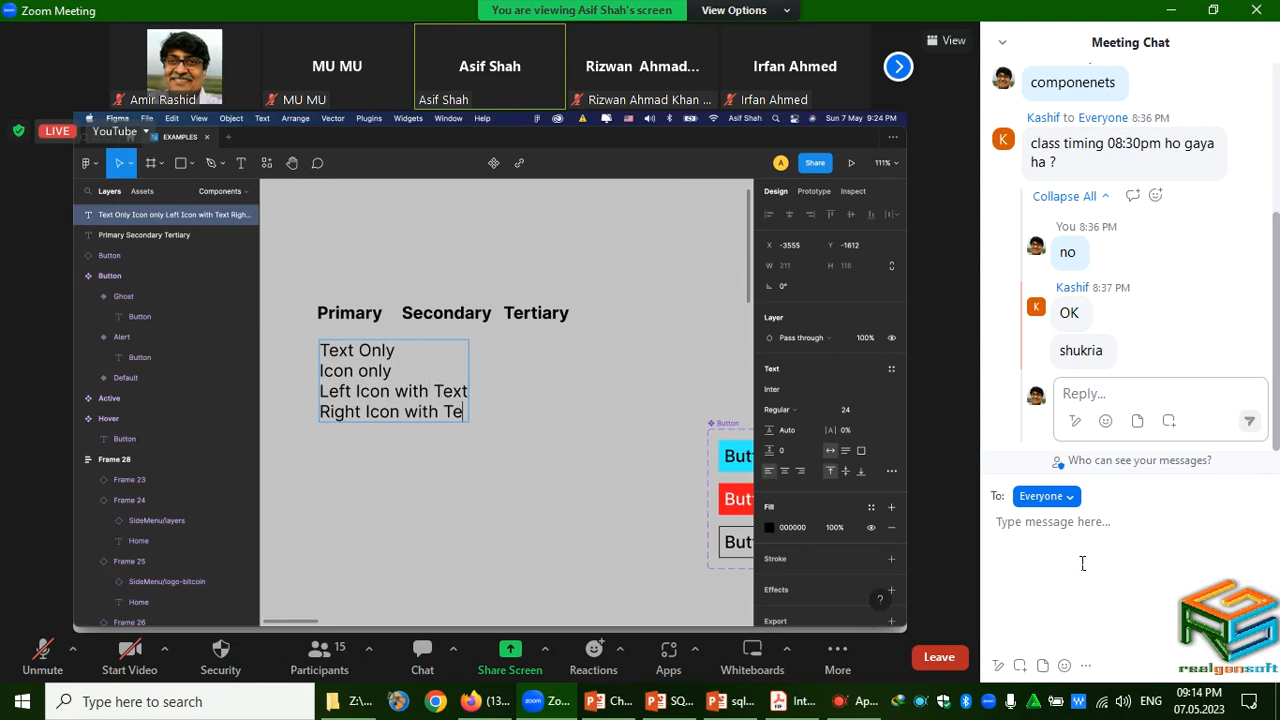 Zoom Meeting
You are viewing Asif Shah's screen
View Options
Amir Rashid
MU MU
MU MU
Asif Shah
Asif Shah
Rizwan Ahmad...
Rizwan Ahmad Khan ...
Irfan Ahmed
Irfan Ahmed
View
LIVE
YouTube
Figma File Edit View Object Text Arrange Vector Plugins Widgets Window Help
Asif Shah
Sun 7 May 9:24 PM
EXAMPLES
Share
111%
Layers Assets Components
Text Only Icon only Left Icon with Text Righ...
Primary Secondary Tertiary
Button
Button
Ghost
Button
Alert
Button
Default
Active
Hover
Button
Frame 28
Frame 23
Frame 24
SideMenu/layers
Home
Frame 25
SideMenu/logo-bitcoin
Home
Frame 26
Primary Secondary Tertiary
Text Only
Icon only
Left Icon with Text
Right Icon with Te
Button
But
But
But
Design Prototype Inspect
X -3555 Y -1612
W 211 H 116
0°
Layer
Pass through 100%
Text
Inter
Regular 24
Auto |A| 0%
0
Fill
000000 100%
Stroke
Effects
Export
?
Meeting Chat
componenets
Kashif to Everyone 8:36 PM
K
class timing 08:30pm ho gaya
ha ?
Collapse All
You 8:36 PM
no
Kashif 8:37 PM
K
OK
shukria
Reply...
Who can see your messages?
To: Everyone
Type message here...
realgensoft
Unmute
Start Video
Security
15
Participants
Chat
Share Screen
Reactions
Apps
Whiteboards
More
Leave
Type here to search
Z:\...
(13...
Zo...
Ch...
SQ...
sql...
Int...
Ap...
ENG
09:14 PM
07.05.2023